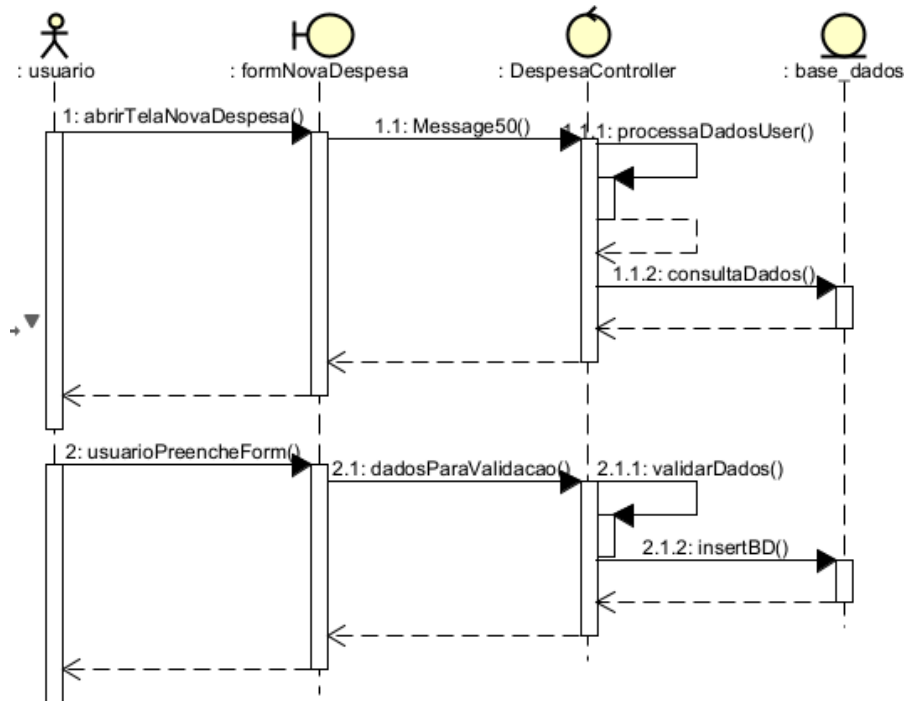 : usuario
: formNovaDespesa
: DespesaController
: base_dados
1: abrirTelaNovaDespesa()
1.1: Message50()
1.1.1: processaDadosUser()
1.1.2: consultaDados()
2: usuarioPreencheForm()
2.1: dadosParaValidacao()
2.1.1: validarDados()
2.1.2: insertBD()